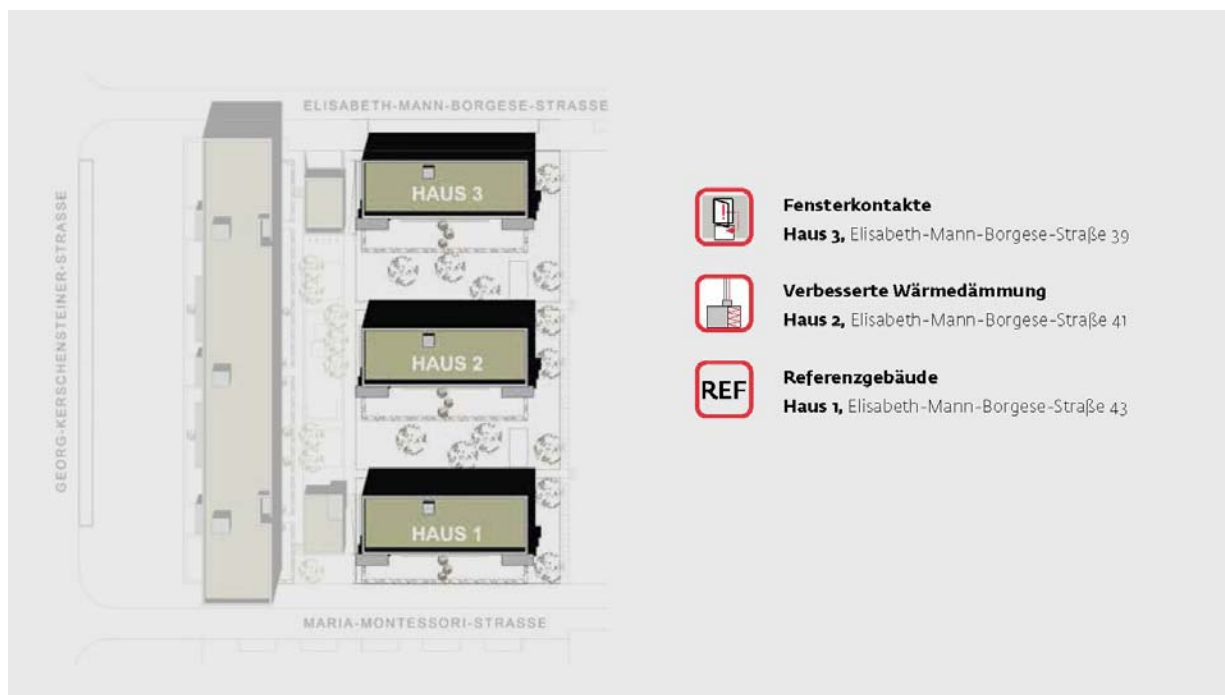 ELISABETH-MANN-BORGESE-STRASSE
GEORG-KERSCHENSTEINER-STRASSE
HAUS 3
HAUS 2
HAUS 1
MARIA-MONTESSORI-STRASSE
!
Fensterkontakte
Haus 3, Elisabeth-Mann-Borgese-Straße 39
Verbesserte Wärmedämmung
Haus 2, Elisabeth-Mann-Borgese-Straße 41
REF
Referenzgebäude
Haus 1, Elisabeth-Mann-Borgese-Straße 43